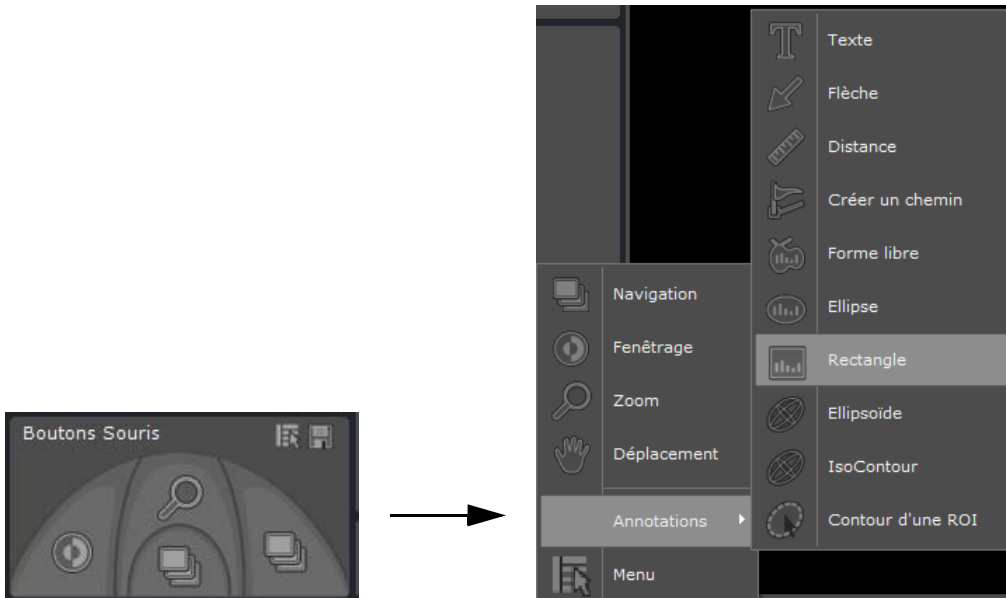 Boutons Souris
Navigation
Fenêtrage
Zoom
Déplacement
Annotations
Menu
Texte
Flèche
Distance
Créer un chemin
Forme libre
Ellipse
Rectangle
Ellipsoïde
IsoContour
Contour d'une ROI